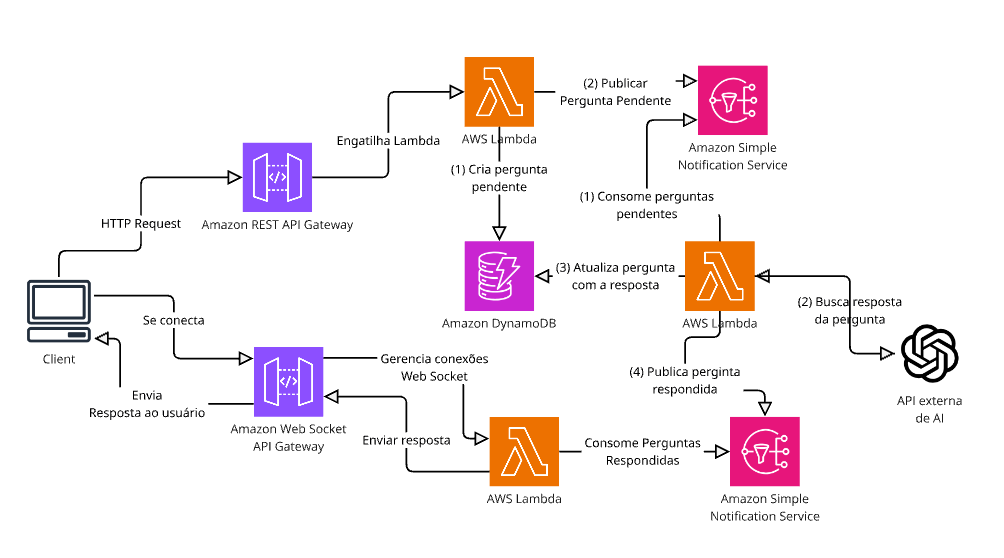 (2) Publicar
Pergunta Pendente
Engatilha Lambda
AWS Lambda
Amazon Simple
Notification Service
(1) Cria pergunta
pendente
(1) Consome perguntas
pendentes
HTTP Request
Amazon REST API Gateway
(3) Atualiza pergunta
com a resposta
(2) Busca resposta
da pergunta
Amazon DynamoDB
AWS Lambda
Se conecta
Client
Gerencia conexões
Web Socket
(4) Publica perginta
respondida
API externa
de AI
Envia
Resposta ao usuário
Amazon Web Socket
API Gateway
Enviar resposta
Consome Perguntas
Respondidas
AWS Lambda
Amazon Simple
Notification Service